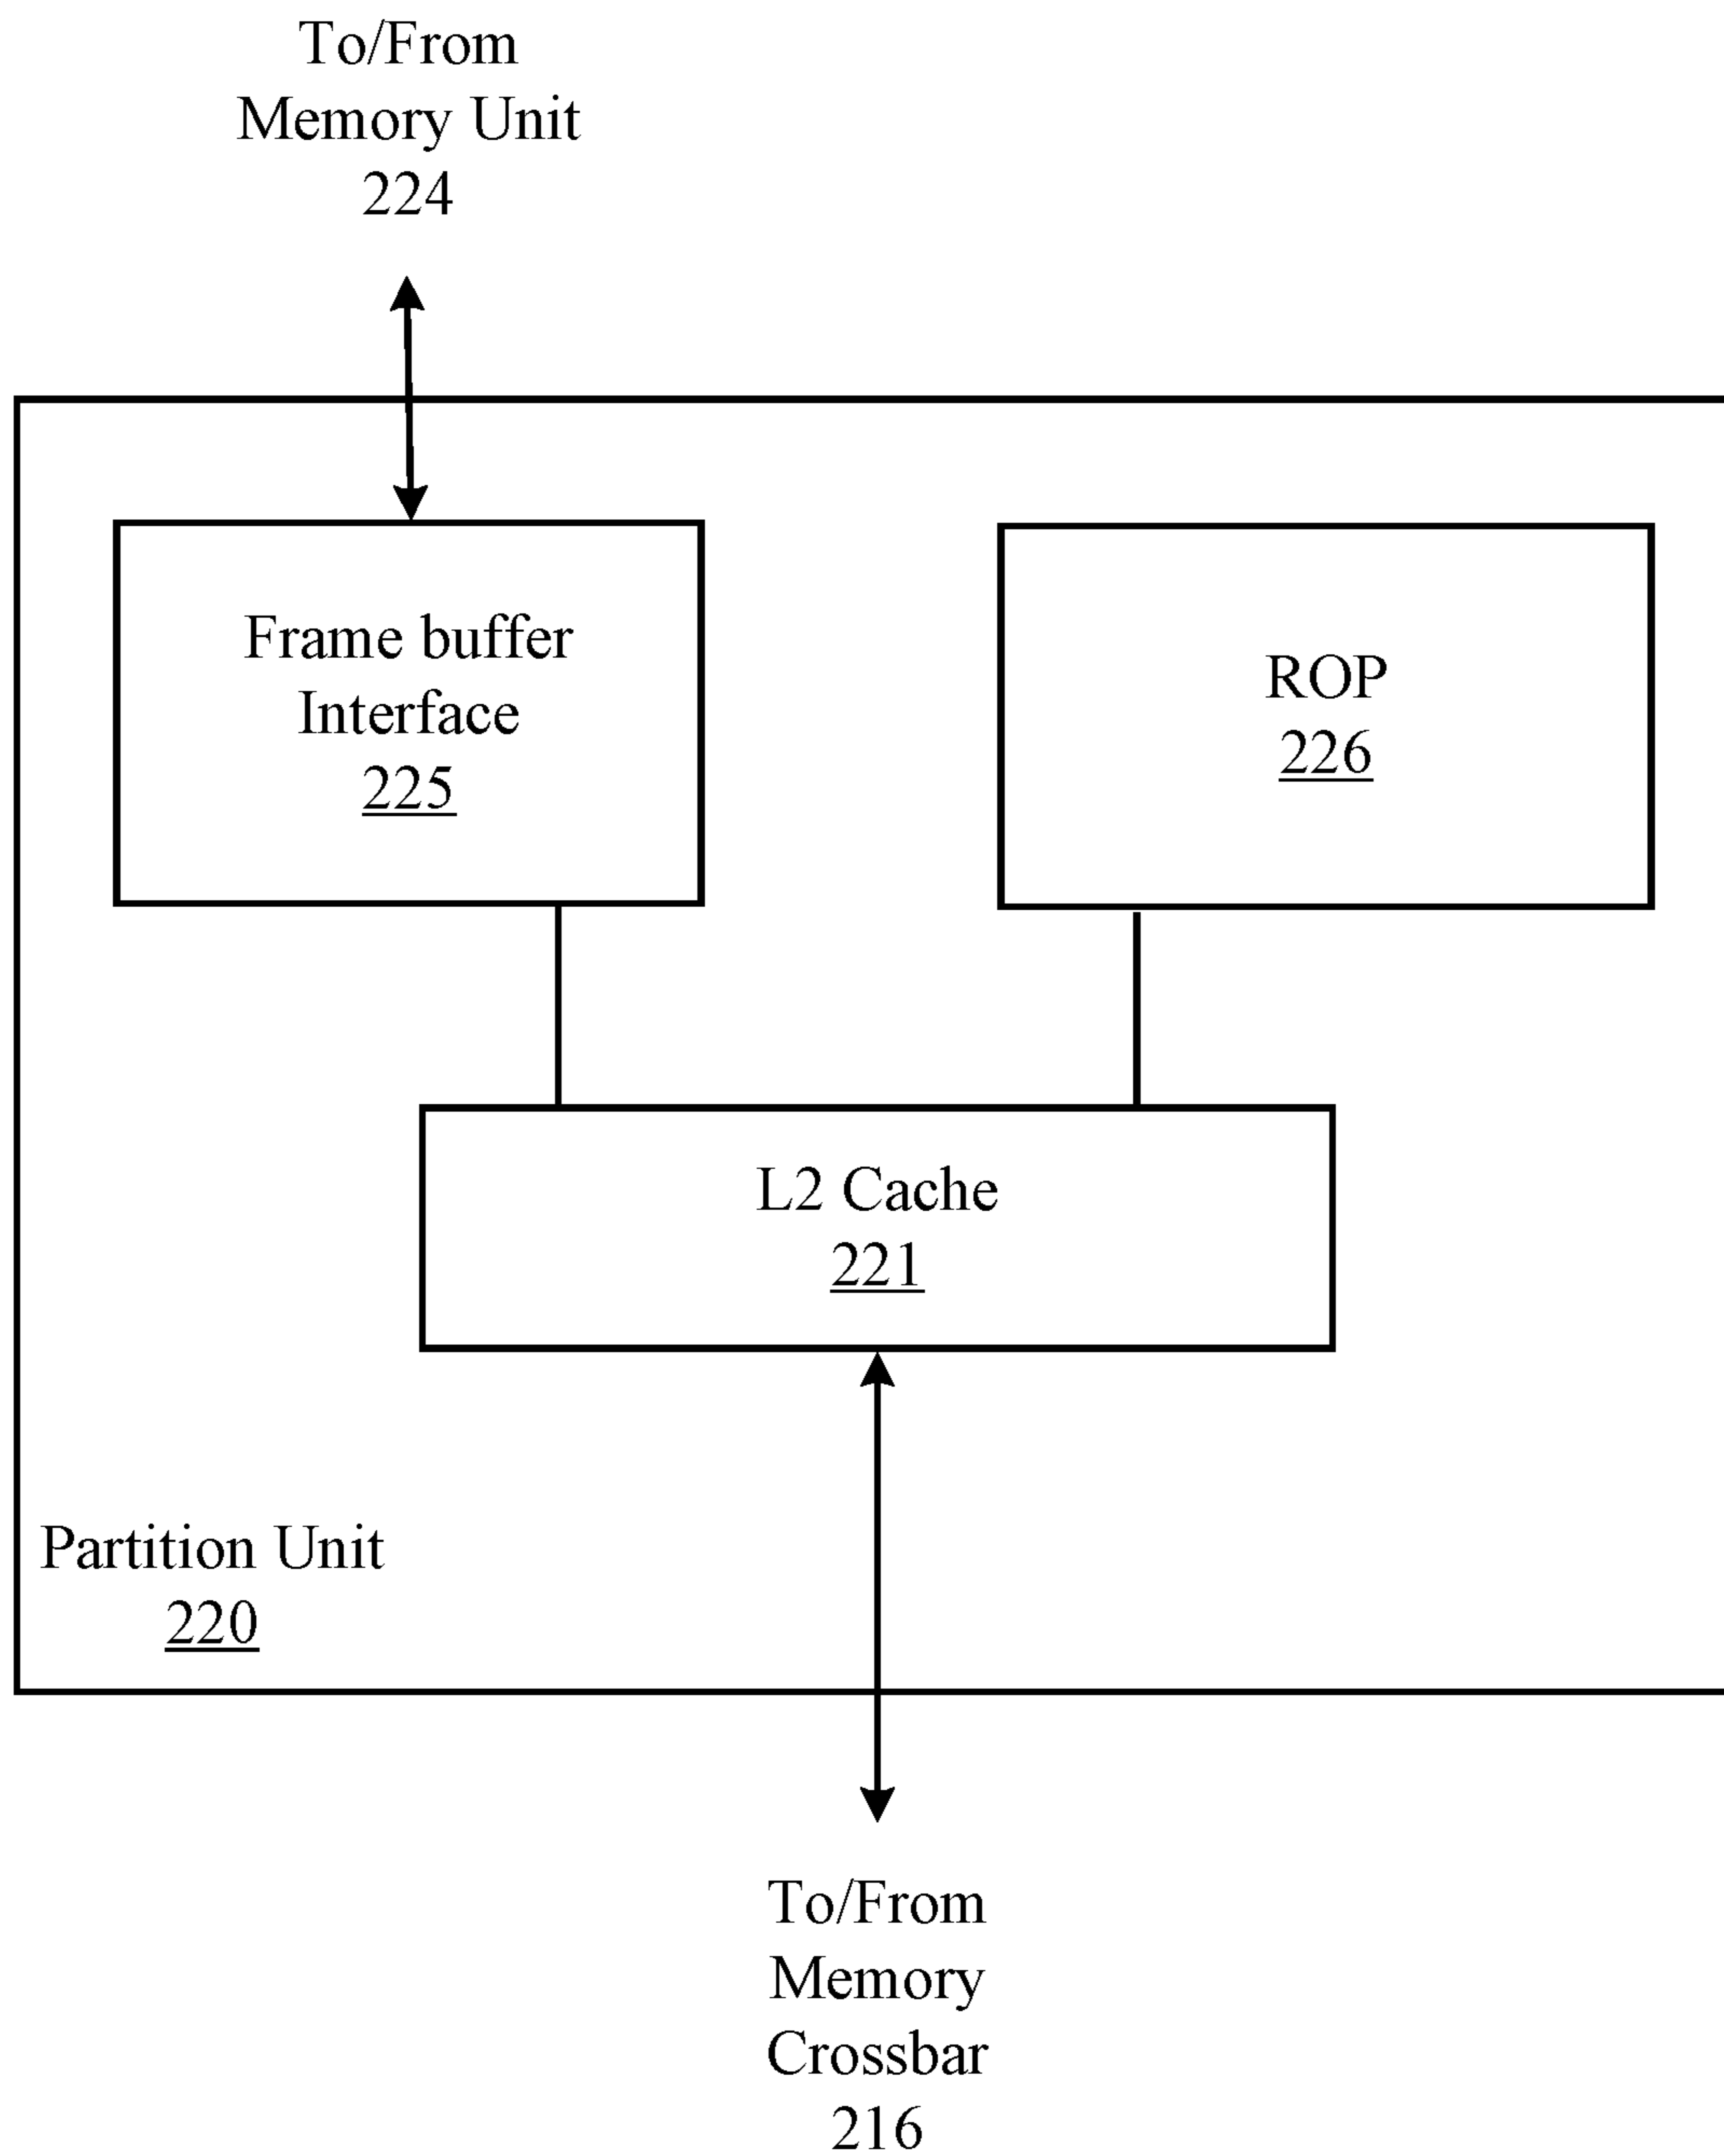 To/From
Memory Unit
224
Frame buffer
Interface
225
ROP
226
L2 Cache
221
Partition Unit
220
To/From
Memory
Crossbar
216